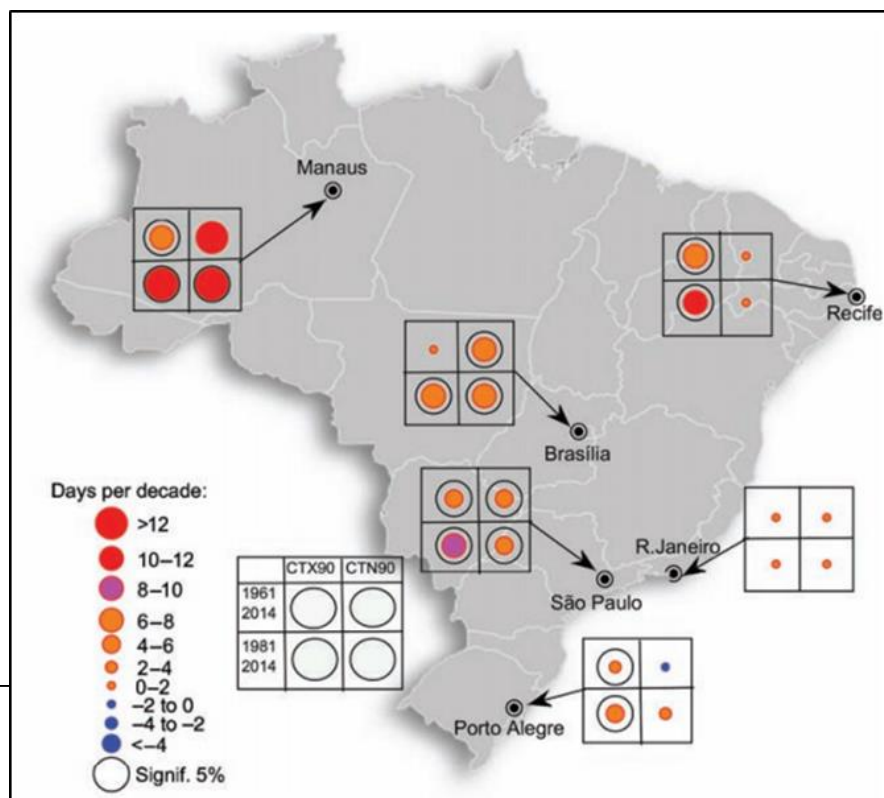 Manaus
Recife
Brasília
R.Janeiro
São Paulo
Porto Alegre
Days per decade:
>12
10–12
8–10
6–8
4–6
2–4
0–2
–2 to 0
–4 to –2
<–4
Signif. 5%
CTX90 CTN90
1961
2014
1981
2014